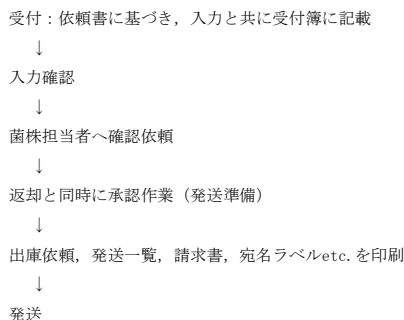 受付：依頼書に基づき，入力と共に受付簿に記載
↓
入力確認
↓
菌株担当者へ確認依頼
↓
返却と同時に承認作業（発送準備）
↓
出庫依頼，発送一覧，請求書，宛名ラベルetc.を印刷
↓
発送